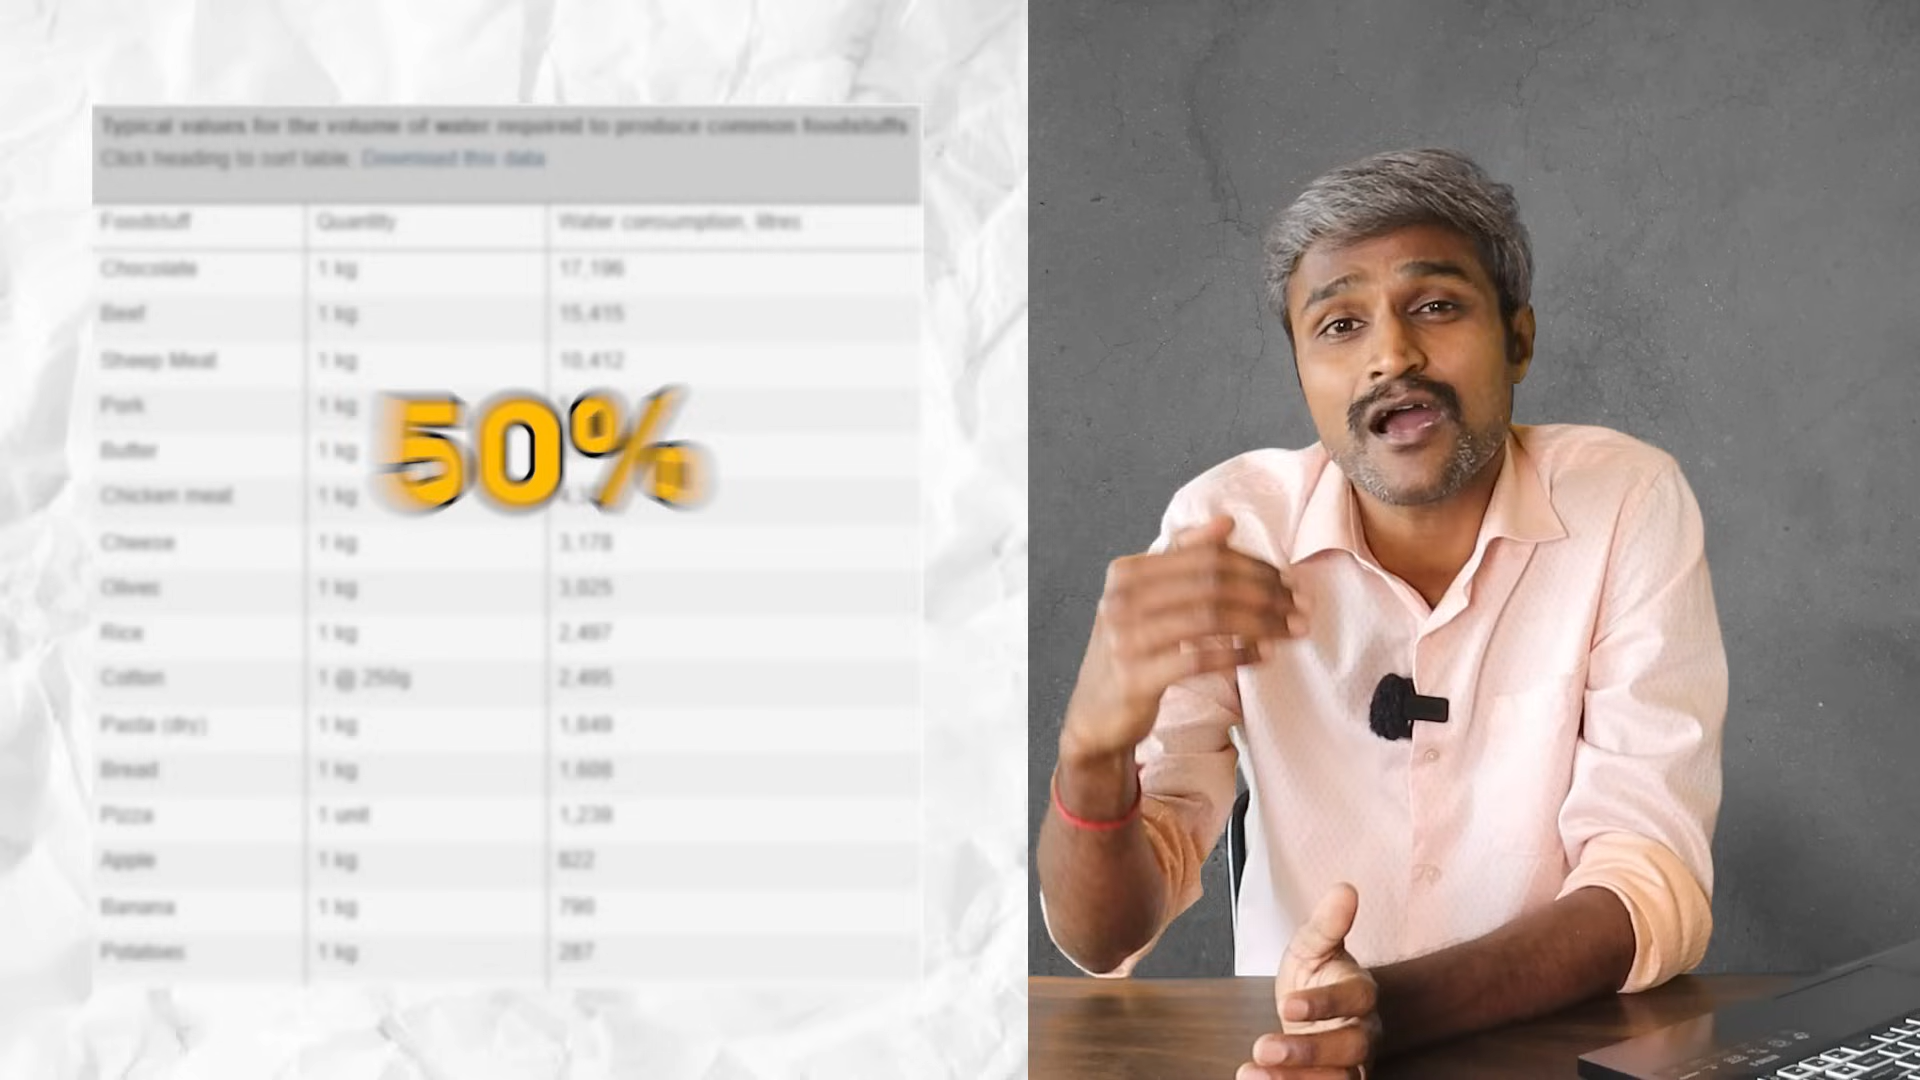 Typical values for the volume of water required to produce common foodstuffs
Click heading to sort table. Download this data
Foodstuff Quantity Water consumption, litres
Chocolate 1 kg 17,196
Beef 1 kg 15,415
Sheep Meat 1 kg 10,412
Pork 1 kg
Butter 1 kg
50%
Chicken meat 1 kg
Cheese 1 kg 3,178
Olives 1 kg 3,025
Rice 1 kg 2,497
Cotton 1 @ 250g 2,495
Pasta (dry) 1 kg 1,849
Bread 1 kg 1,608
Pizza 1 unit 1,239
Apple 1 kg 822
Banana 1 kg 790
Potatoes 1 kg 287